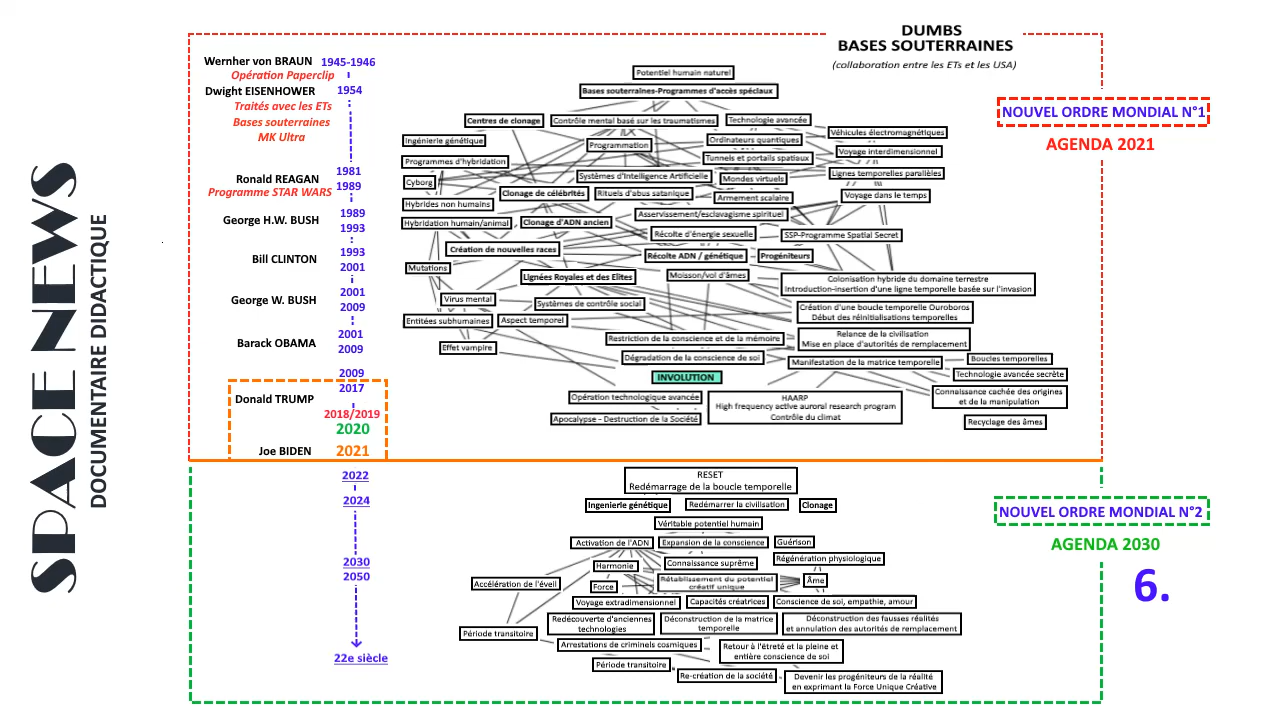 SPACE NEWS
DOCUMENTAIRE DIDACTIQUE
DUMBS
BASES SOUTERRAINES
(collaboration entre les ETs et les USA)
Wernher von BRAUN 1945-1946
Opération Paperclip
Dwight EISENHOWER 1954
Traités avec les ETs
Bases souterraines
MK Ultra
1981
Ronald REAGAN
1989
Programme STAR WARS
1989
George H.W. BUSH
1993
1993
Bill CLINTON
2001
2001
George W. BUSH
2009
2001
Barack OBAMA
2009
2009
2017
Donald TRUMP
2018/2019
2020
Joe BIDEN 2021
2022
2024
2030
2050
22e siècle
Potentiel humain naturel
Bases souterraines-Programmes d'accès spéciaux
Centres de clonage
Contrôle mental basé sur les traumatismes
Technologie avancée
Véhicules électromagnétiques
Ingénierie génétique
Programmation
Ordinateurs quantiques
Voyage interdimensionnel
Programmes d'hybridation
Tunnels et portails spatiaux
Lignes temporelles parallèles
Cyborg
Systèmes d'Intelligence Artificielle
Mondes virtuels
Clonage de célébrités
Rituels d'abus satanique
Armement scalaire
Voyage dans le temps
Hybrides non humains
Asservissement/esclavagisme spirituel
Hybridation humain/animal
Clonage d'ADN ancien
Récolte d'énergie sexuelle
SSP-Programme Spatial Secret
Création de nouvelles races
Récolte ADN / génétique
Progéniteurs
Mutations
Lignées Royales et des Elites
Moisson/vol d'âmes
Colonisation hybride du domaine terrestre
Introduction-insertion d'une ligne temporelle basée sur l'invasion
Virus mental
Systèmes de contrôle social
Création d'une boucle temporelle Ouroboros
Début des réinitialisations temporelles
Entitées subhumaines
Aspect temporel
Relance de la civilisation
Mise en place d'autorités de remplacement
Restriction de la conscience et de la mémoire
Effet vampire
Dégradation de la conscience de soi
Manifestation de la matrice temporelle
Boucles temporelles
Technologie avancée secrète
INVOLUTION
Connaissance cachée des origines
et de la manipulation
Opération technologique avancée
HAARP
High frequency active auroral research program
Contrôle du climat
Apocalypse - Destruction de la Société
Recyclage des âmes
NOUVEL ORDRE MONDIAL N°1
AGENDA 2021
RESET
Redémarrage de la boucle temporelle
Ingenierie génétique
Redémarrer la civilisation
Clonage
Véritable potentiel humain
Activation de l'ADN
Expansion de la conscience
Guérison
Harmonie
Connaissance suprême
Régénération physiologique
Accélération de l'éveil
Force
Rétablissement du potentiel
créatif unique
Âme
Voyage extradimensionnel
Capacités créatrices
Conscience de soi, empathie, amour
Redécouverte d'anciennes
technologies
Déconstruction de la matrice
temporelle
Déconstruction des fausses réalités
et annulation des autorités de remplacement
Période transitoire
Arrestations de criminels cosmiques
Retour à l'êtreté et la pleine et
entière conscience de soi
Période transitoire
Re-création de la société
Devenir les progéniteurs de la réalité
en exprimant la Force Unique Créative
NOUVEL ORDRE MONDIAL N°2
AGENDA 2030
6.